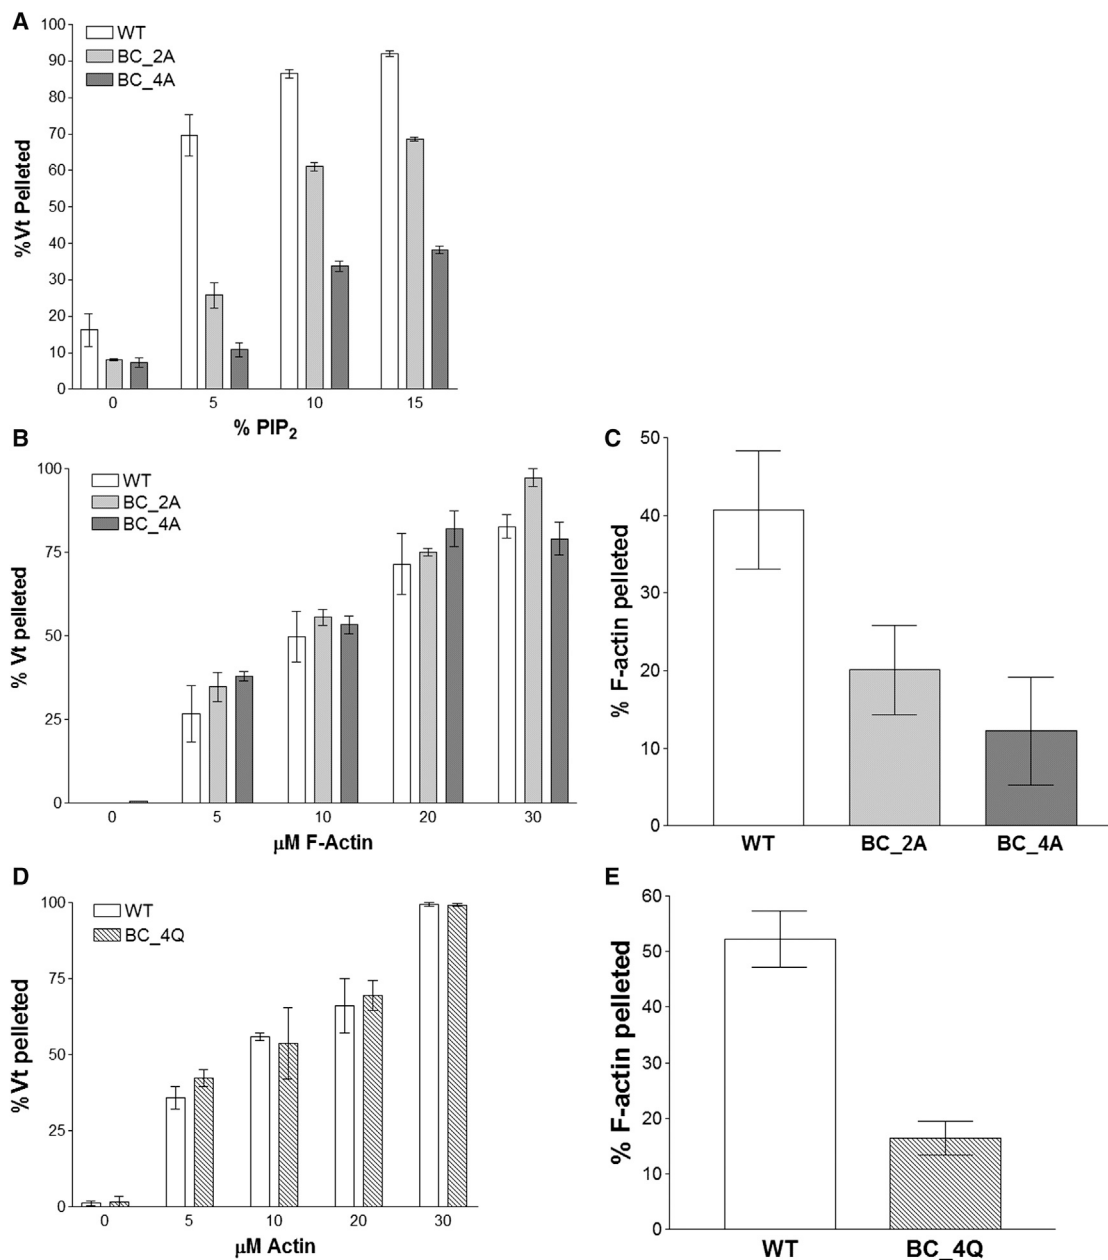 A
100
90
80
70
60
50
40
30
20
10
0
%Vt Pelleted
WT
BC_2A
BC_4A
0 5 10 15
% PIP2
B
100
75
50
25
0
% Vt pelleted
WT
BC_2A
BC_4A
0 5 10 20 30
μM F-Actin
C
50
40
30
20
10
0
% F-actin pelleted
WT BC_2A BC_4A
D
100
75
50
25
0
% Vt pelleted
WT
BC_4Q
0 5 10 20 30
μM Actin
E
60
50
40
30
20
10
0
% F-actin pelleted
WT BC_4Q